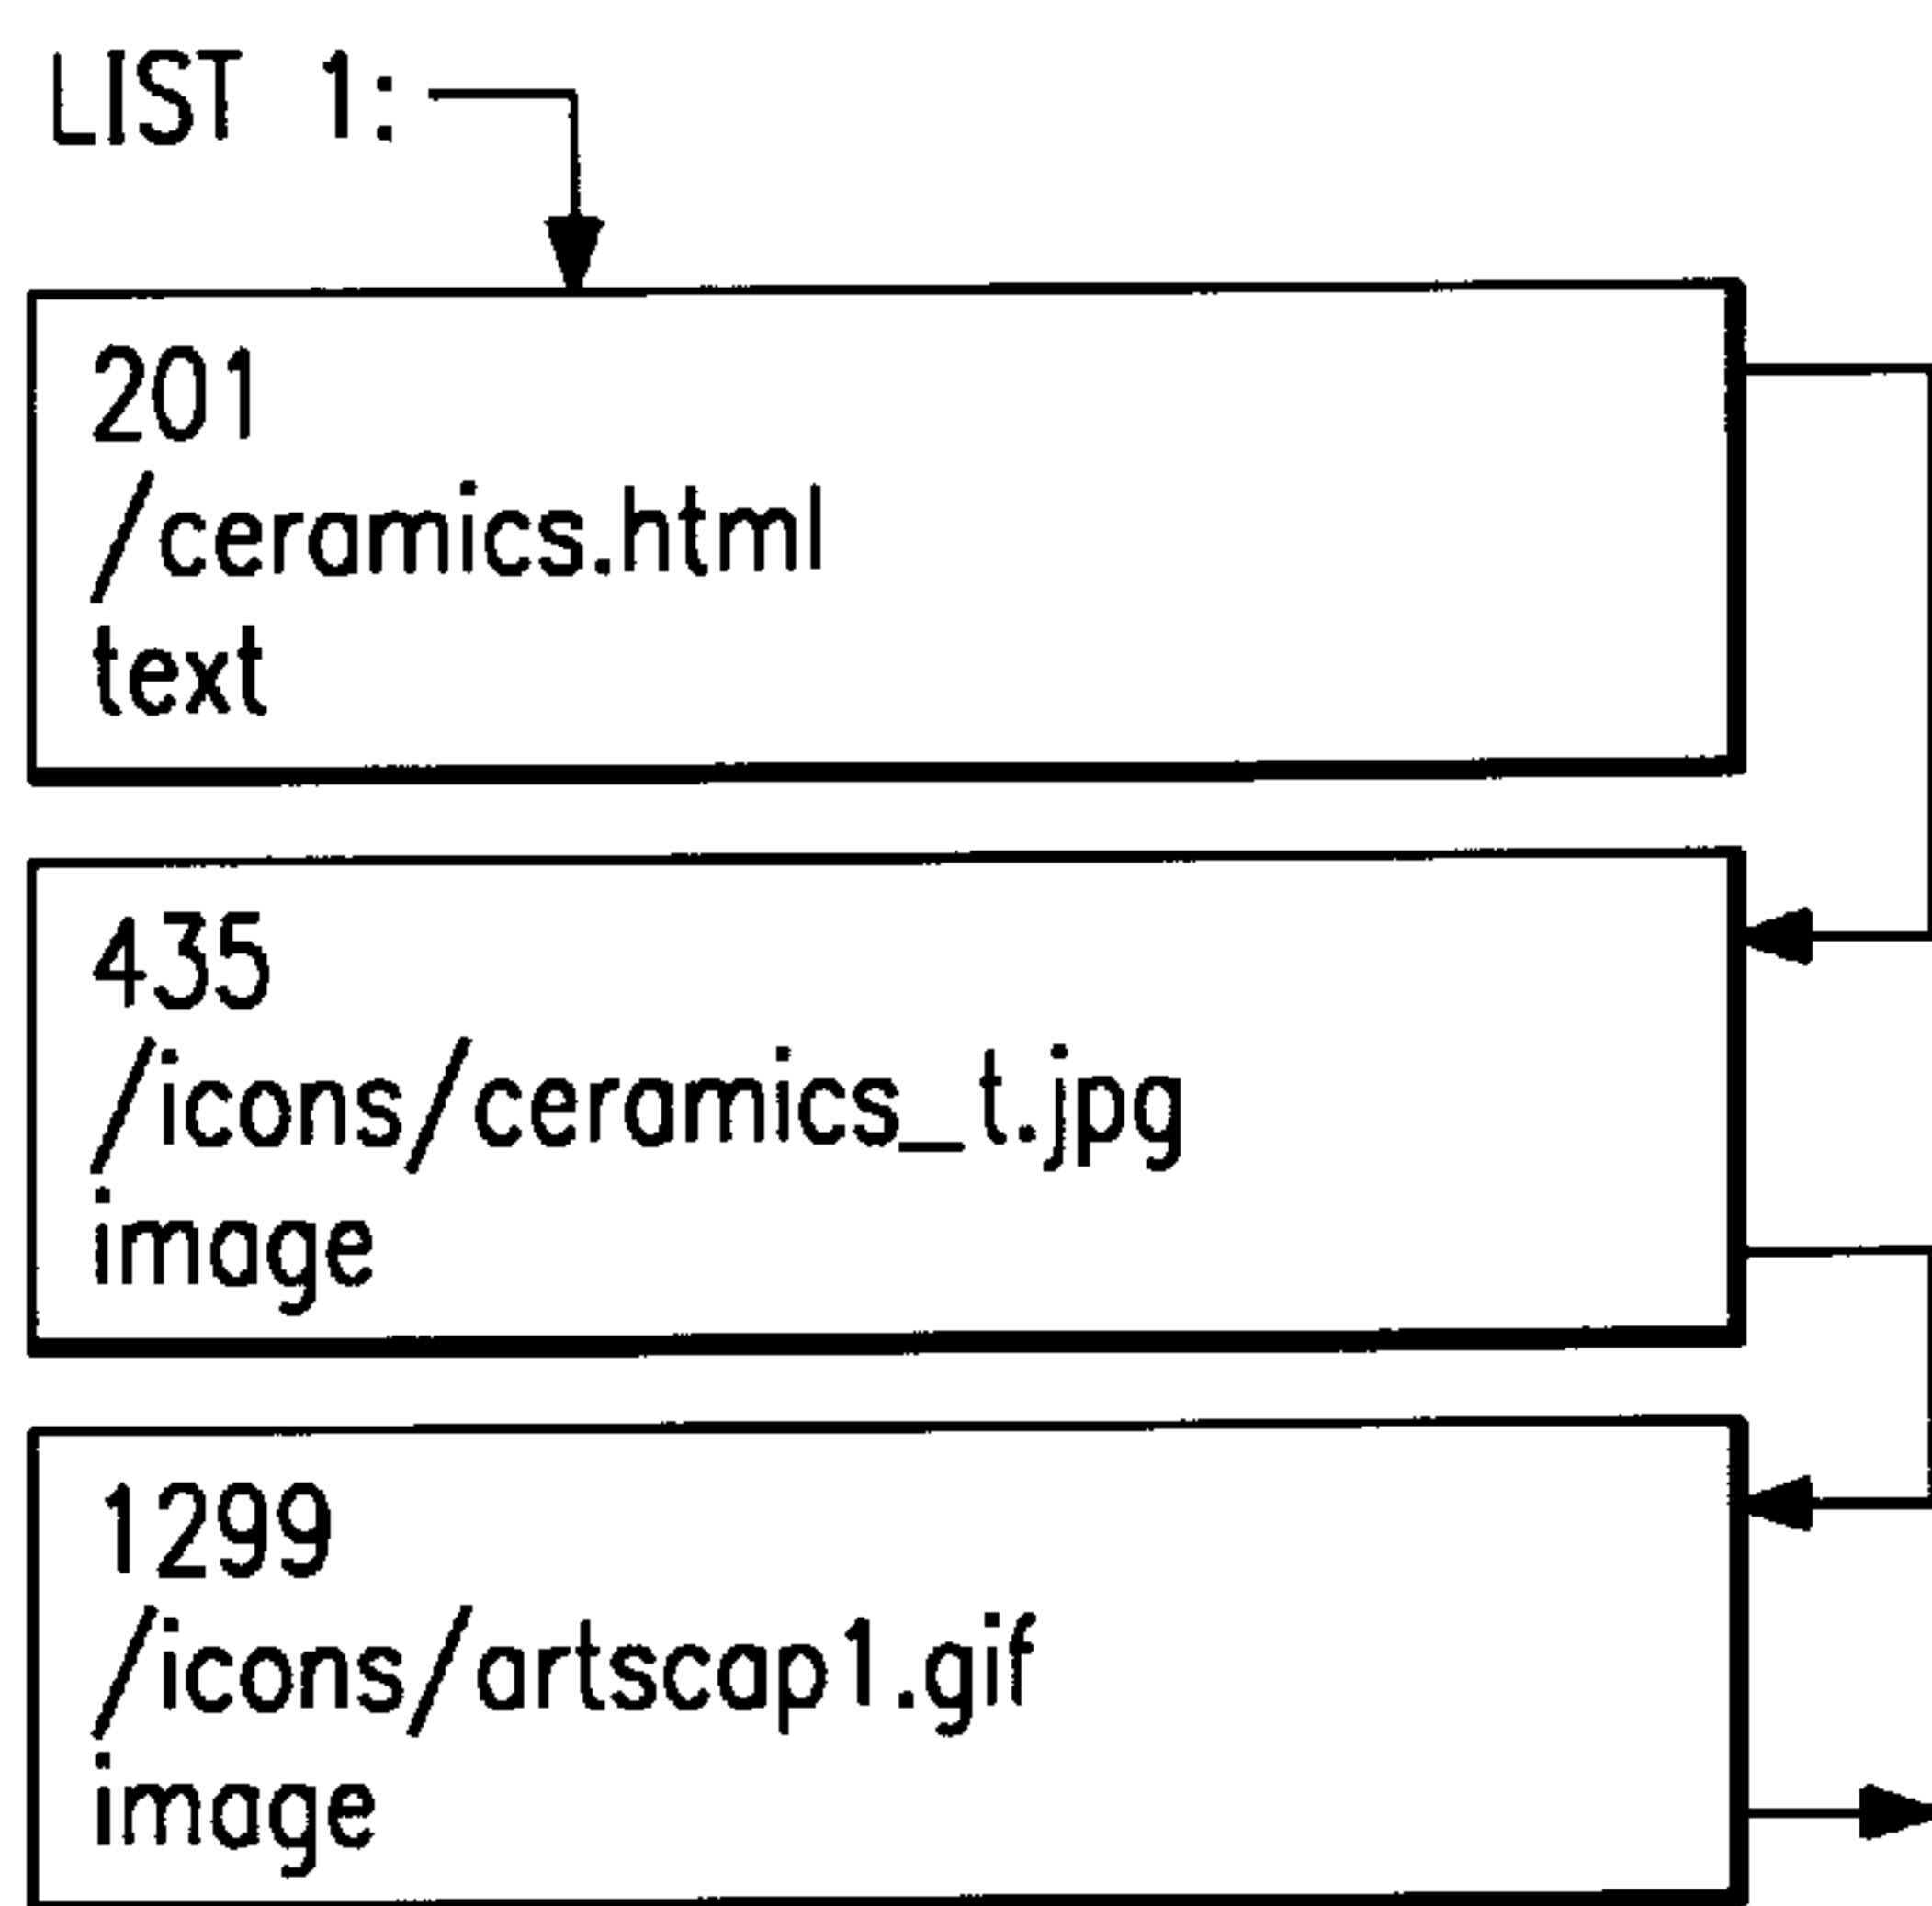 LIST 1:
201
/ceramics.html
text
435
/icons/ceramics_t.jpg
image
1299
/icons/artscap1.gif
image